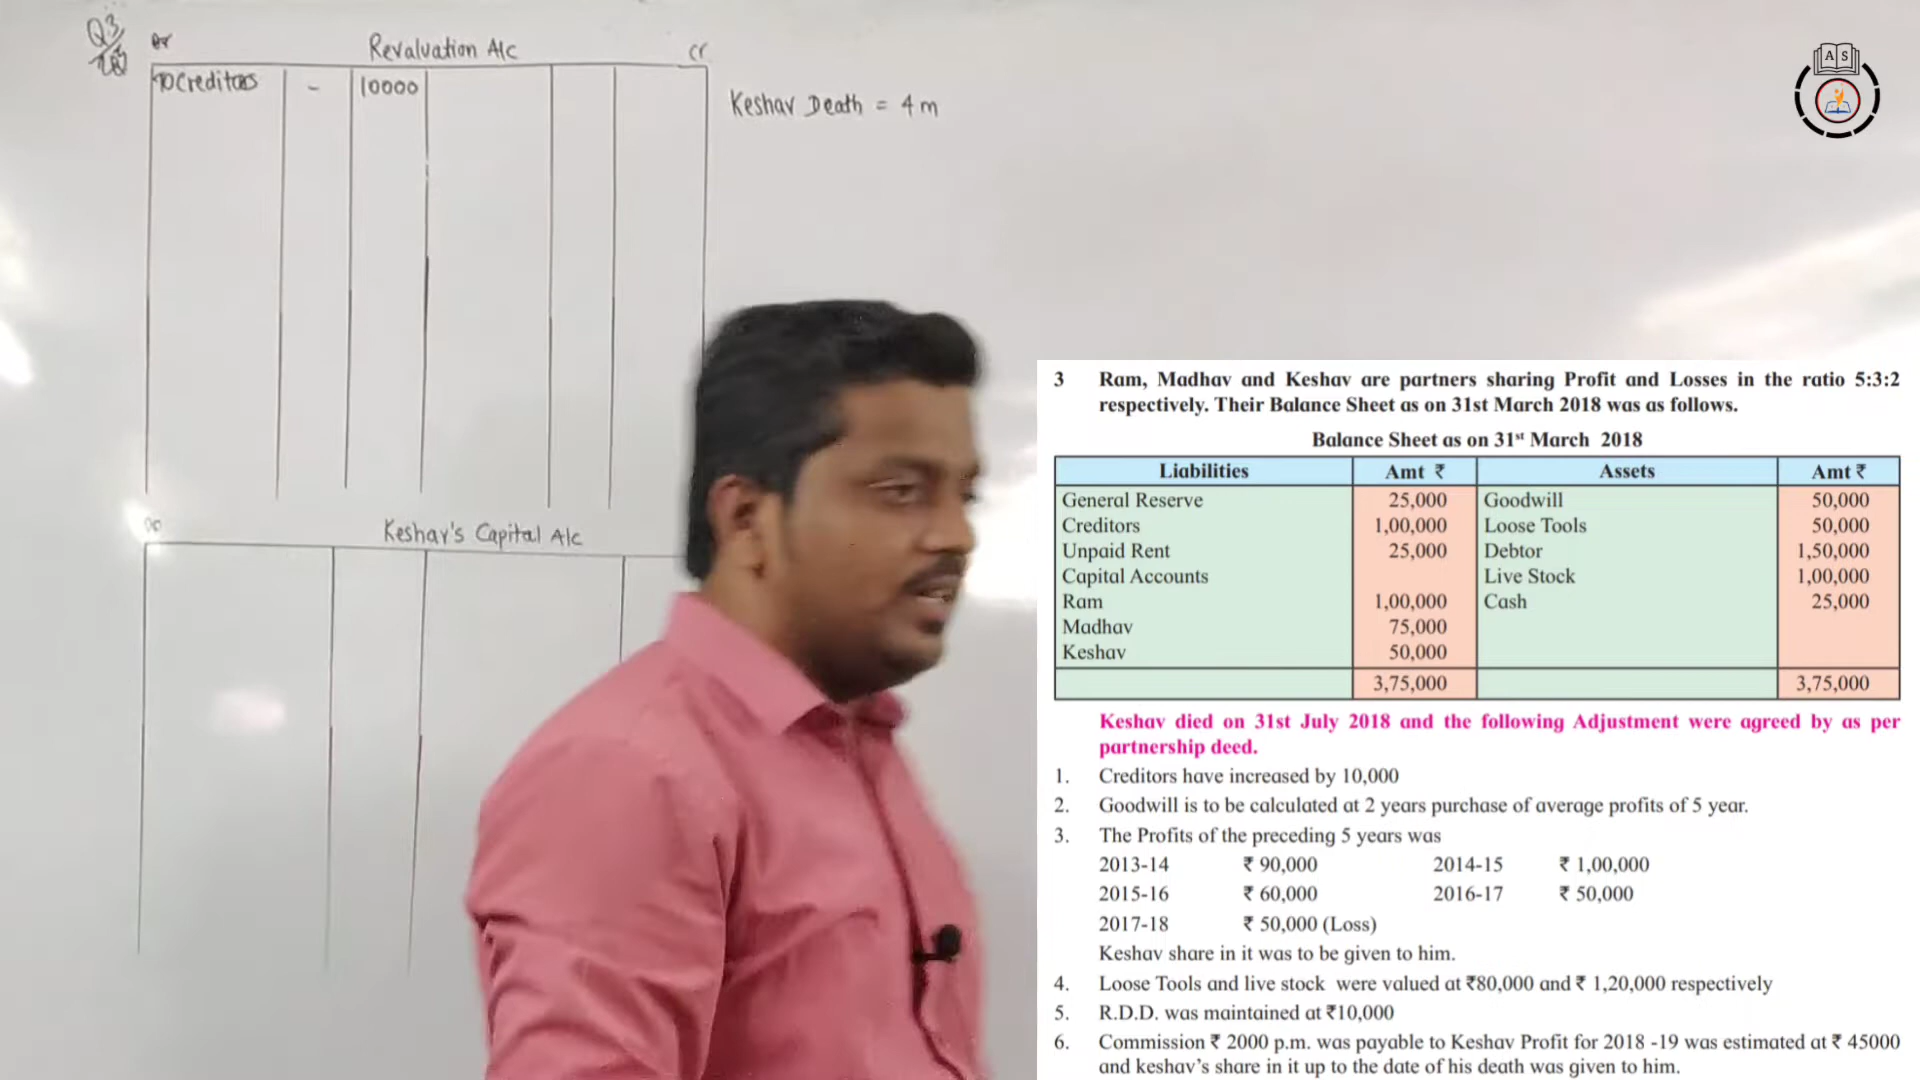 Q3
Dr Revaluation A/c Cr
To Creditors - 10000
Keshav Death = 4 m
Keshav's Capital A/c
A S
3 Ram, Madhav and Keshav are partners sharing Profit and Losses in the ratio 5:3:2
respectively. Their Balance Sheet as on 31st March 2018 was as follows.
Balance Sheet as on 31st March 2018
Liabilities Amt ₹ Assets Amt ₹
General Reserve 25,000 Goodwill 50,000
Creditors 1,00,000 Loose Tools 50,000
Unpaid Rent 25,000 Debtor 1,50,000
Capital Accounts Live Stock 1,00,000
Ram 1,00,000 Cash 25,000
Madhav 75,000
Keshav 50,000
3,75,000 3,75,000
Keshav died on 31st July 2018 and the following Adjustment were agreed by as per
partnership deed.
1. Creditors have increased by 10,000
2. Goodwill is to be calculated at 2 years purchase of average profits of 5 year.
3. The Profits of the preceding 5 years was
2013-14 ₹ 90,000 2014-15 ₹ 1,00,000
2015-16 ₹ 60,000 2016-17 ₹ 50,000
2017-18 ₹ 50,000 (Loss)
Keshav share in it was to be given to him.
4. Loose Tools and live stock were valued at ₹80,000 and ₹ 1,20,000 respectively
5. R.D.D. was maintained at ₹10,000
6. Commission ₹ 2000 p.m. was payable to Keshav Profit for 2018 -19 was estimated at ₹ 45000
and keshav's share in it up to the date of his death was given to him.